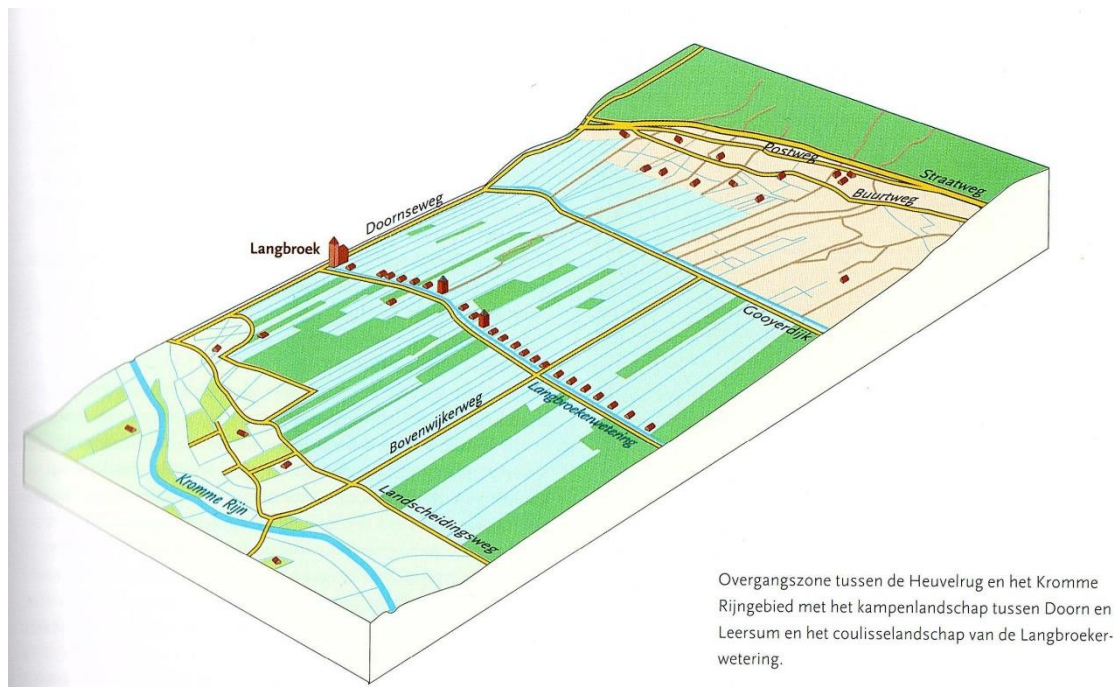 Postweg
Straatweg
Buurtweg
Doornseweg
Langbroek
Gooyerdijk
Langbroekerwetering
Bovenwijkerweg
Kromme Rijn
Landscheidingsweg
Overgangszone tussen de Heuvelrug en het Kromme
Rijngebied met het kampenlandschap tussen Doorn en
Leersum en het coulisselandschap van de Langbroeker-
wetering.